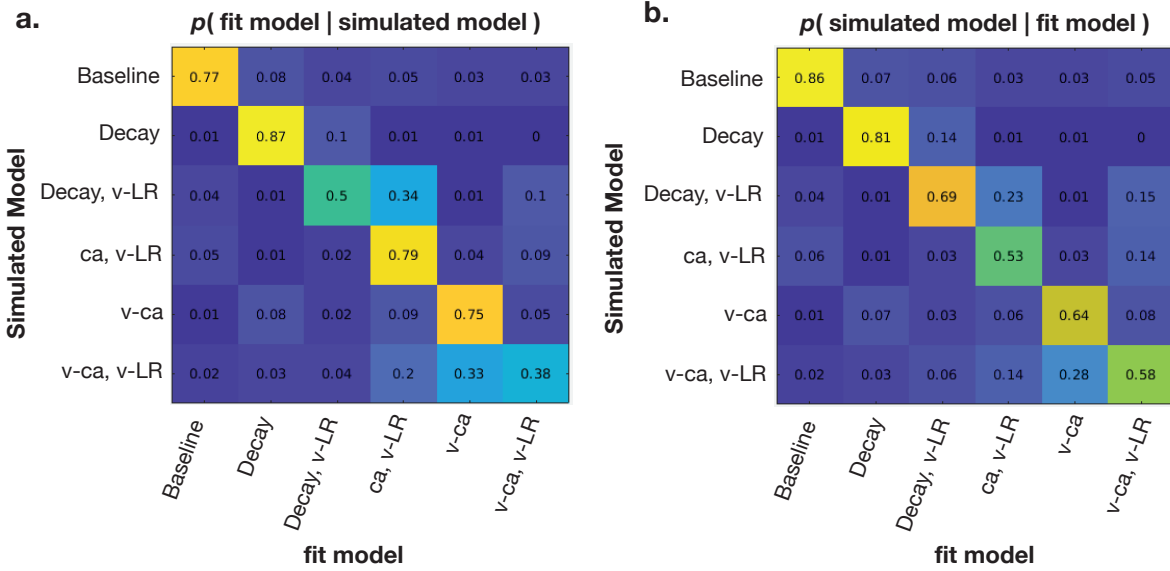 a.
p( fit model | simulated model )
Simulated Model
Baseline 0.77 0.08 0.04 0.05 0.03 0.03
Decay 0.01 0.87 0.1 0.01 0.01 0
Decay, v-LR 0.04 0.01 0.5 0.34 0.01 0.1
ca, v-LR 0.05 0.01 0.02 0.79 0.04 0.09
v-ca 0.01 0.08 0.02 0.09 0.75 0.05
v-ca, v-LR 0.02 0.03 0.04 0.2 0.33 0.38
Baseline Decay Decay, v-LR ca, v-LR v-ca v-ca, v-LR
fit model
b.
p( simulated model | fit model )
Simulated Model
Baseline 0.86 0.07 0.06 0.03 0.03 0.05
Decay 0.01 0.81 0.14 0.01 0.01 0
Decay, v-LR 0.04 0.01 0.69 0.23 0.01 0.15
ca, v-LR 0.06 0.01 0.03 0.53 0.03 0.14
v-ca 0.01 0.07 0.03 0.06 0.64 0.08
v-ca, v-LR 0.02 0.03 0.06 0.14 0.28 0.58
Baseline Decay Decay, v-LR ca, v-LR v-ca v-ca, v-LR
fit model